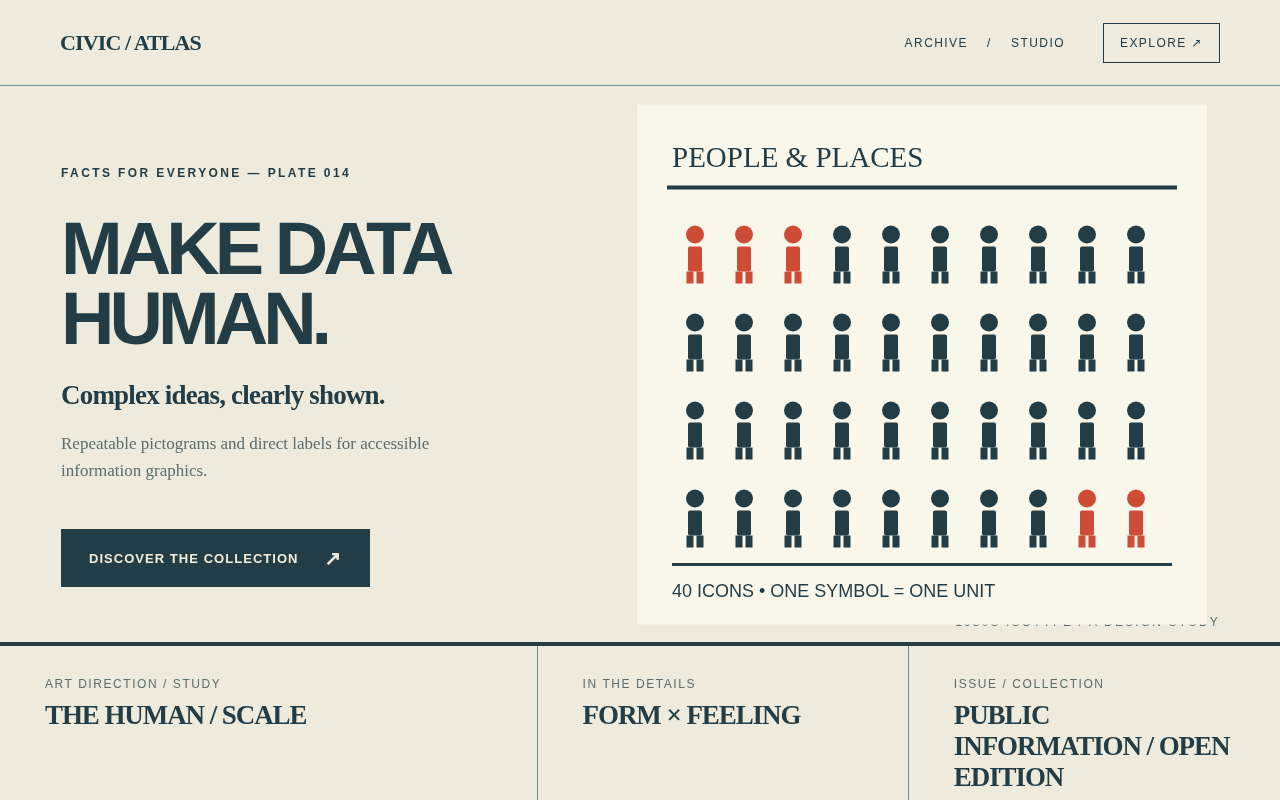 CIVIC / ATLAS
ARCHIVE / STUDIO EXPLORE ↗
FACTS FOR EVERYONE — PLATE 014
MAKE DATA
HUMAN.
Complex ideas, clearly shown.
Repeatable pictograms and direct labels for accessible
information graphics.
DISCOVER THE COLLECTION ↗
PEOPLE & PLACES
40 ICONS • ONE SYMBOL = ONE UNIT
ART DIRECTION / STUDY
THE HUMAN / SCALE
IN THE DETAILS
FORM × FEELING
ISSUE / COLLECTION
PUBLIC
INFORMATION / OPEN
EDITION